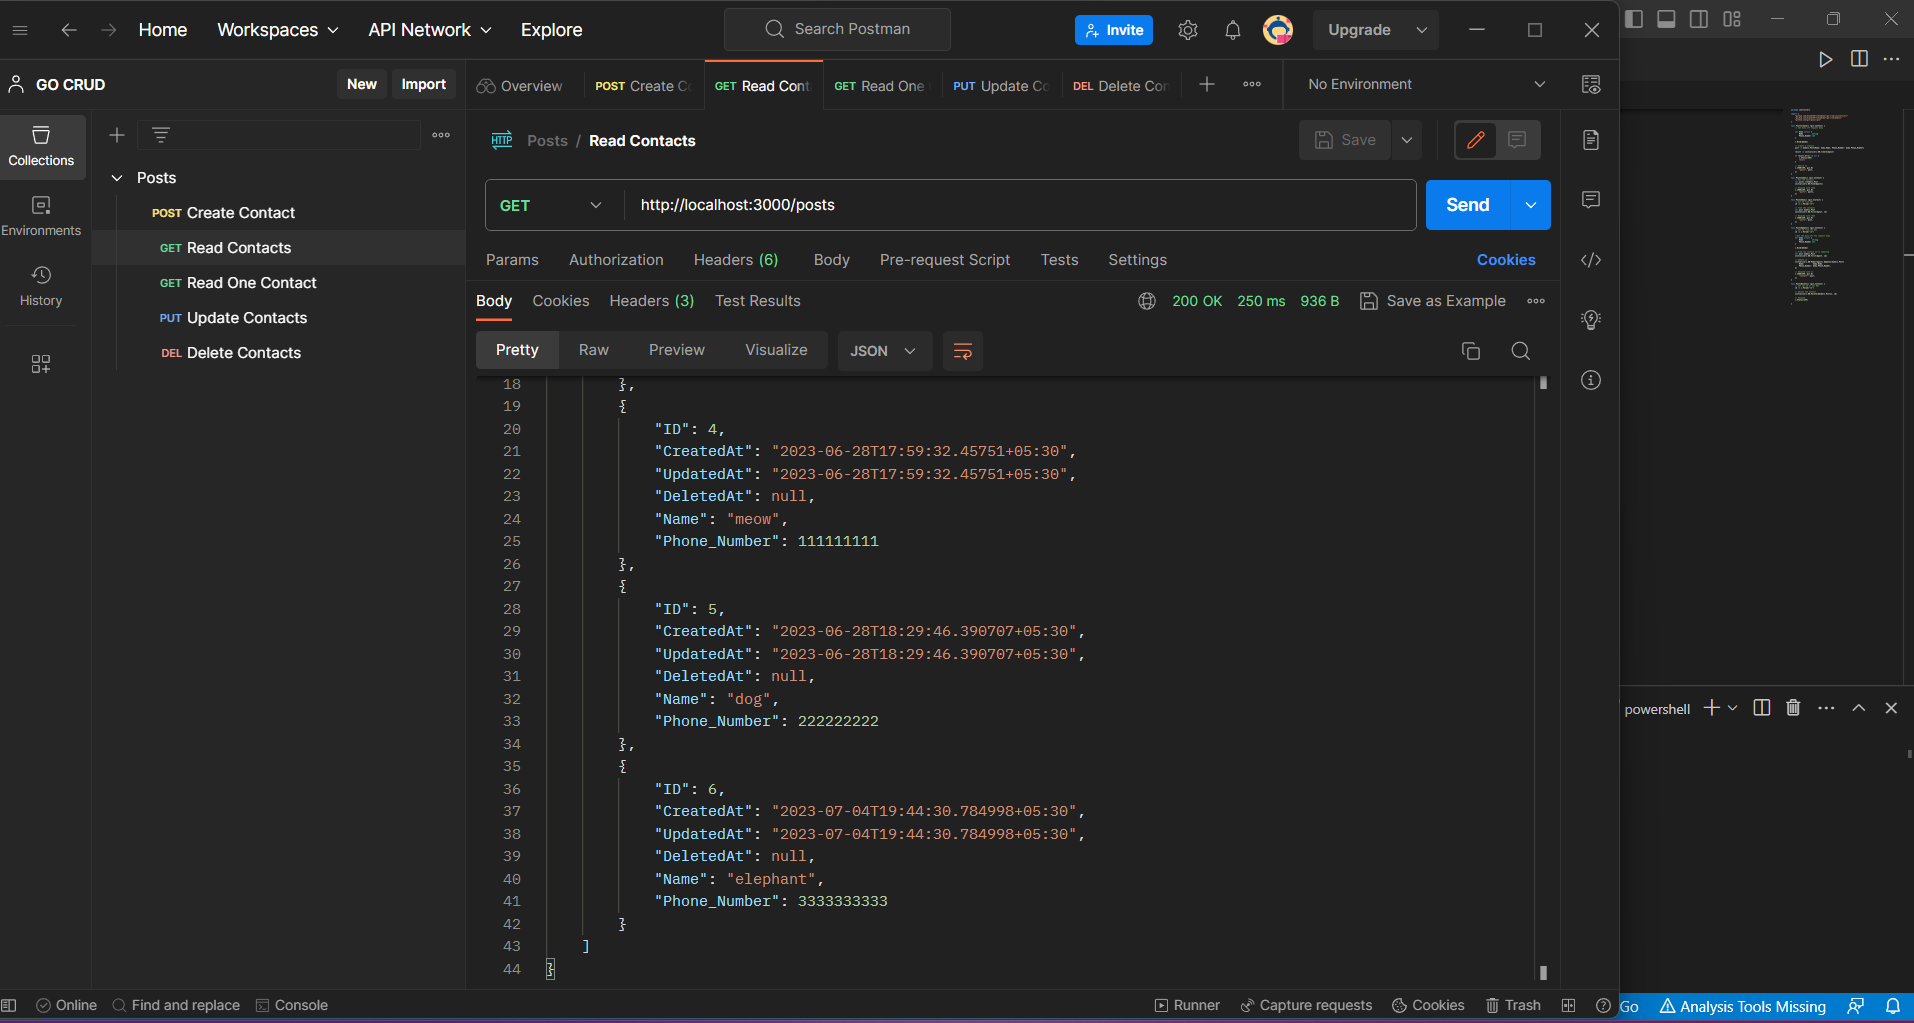 Home Workspaces API Network Explore Search Postman Invite Upgrade
GO CRUD New Import
Overview POST Create Co GET Read Cont GET Read One DEL Delete Con PUT Update Co No Environment
Collections
Environments
History
Posts
POST Create Contact
GET Read Contacts
GET Read One Contact
PUT Update Contacts
DEL Delete Contacts
HTTP Posts / Read Contacts Save
GET http://localhost:3000/posts Send
Params Authorization Headers (6) Body Pre-request Script Tests Settings Cookies
Body Cookies Headers (3) Test Results 200 OK 250 ms 936 B Save as Example
Pretty Raw Preview Visualize JSON
18 },
19 {
20 "ID": 4,
21 "CreatedAt": "2023-06-28T17:59:32.45751+05:30",
22 "UpdatedAt": "2023-06-28T17:59:32.45751+05:30",
23 "DeletedAt": null,
24 "Name": "meow",
25 "Phone_Number": 111111111
26 },
27 {
28 "ID": 5,
29 "CreatedAt": "2023-06-28T18:29:46.390707+05:30",
30 "UpdatedAt": "2023-06-28T18:29:46.390707+05:30",
31 "DeletedAt": null,
32 "Name": "dog",
33 "Phone_Number": 222222222
34 },
35 {
36 "ID": 6,
37 "CreatedAt": "2023-07-04T19:44:30.784998+05:30",
38 "UpdatedAt": "2023-07-04T19:44:30.784998+05:30",
39 "DeletedAt": null,
40 "Name": "elephant",
41 "Phone_Number": 3333333333
42 }
43 ]
44 }
powershell
Online Find and replace Console Runner Capture requests Cookies Trash Go Analysis Tools Missing